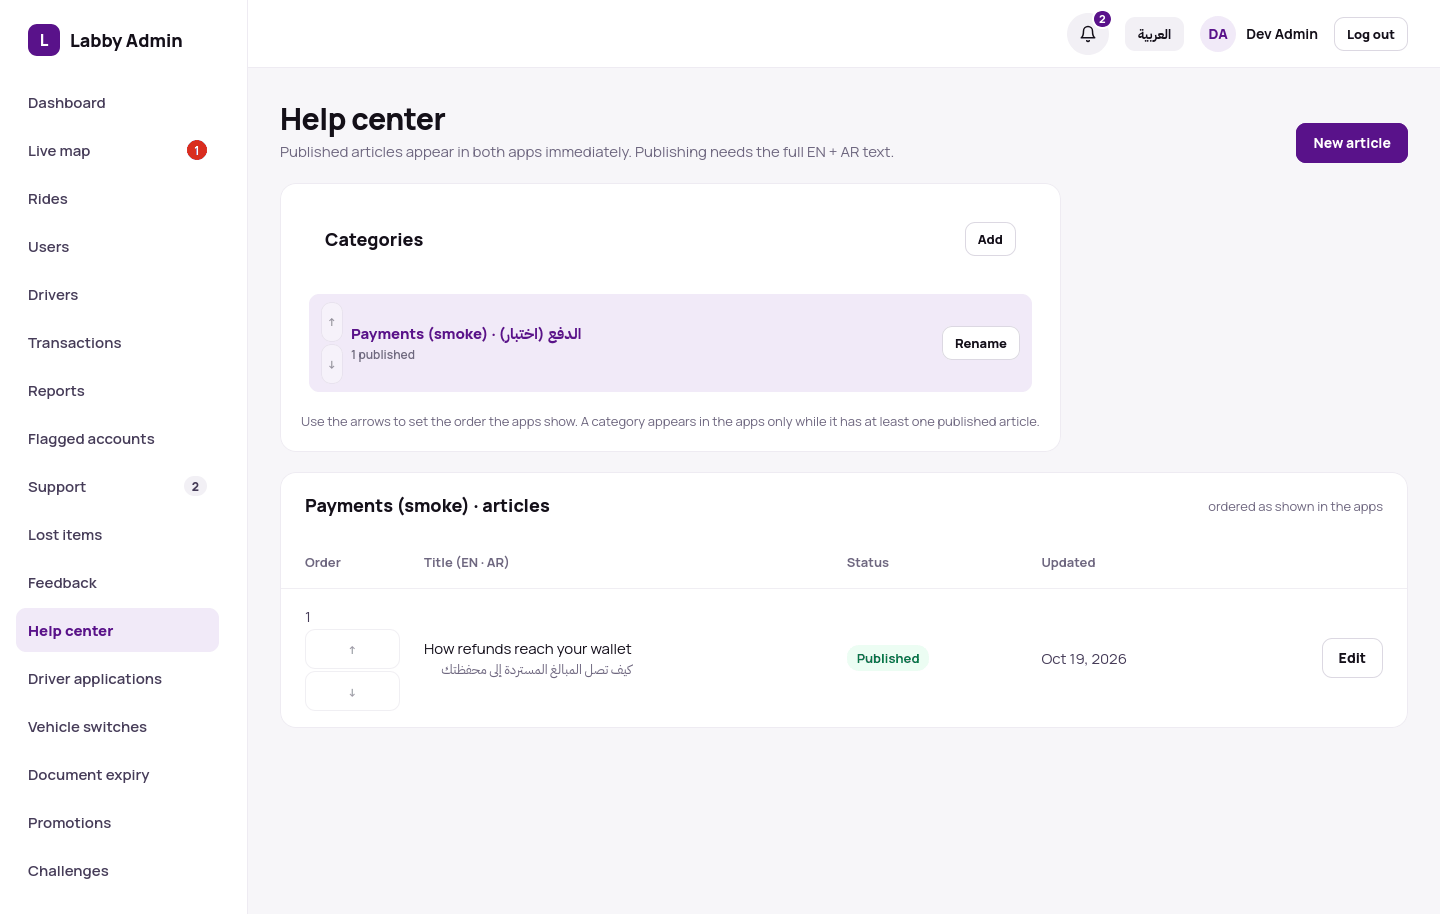 L Labby Admin
2
العربية
DA
Dev Admin
Log out
Dashboard
Live map 1
Rides
Users
Drivers
Transactions
Reports
Flagged accounts
Support 2
Lost items
Feedback
Help center
Driver applications
Vehicle switches
Document expiry
Promotions
Challenges
Help center
Published articles appear in both apps immediately. Publishing needs the full EN + AR text.
New article
Categories
Add
↑
↓
Payments (smoke) · الدفع (اختبار)
1 published
Rename
Use the arrows to set the order the apps show. A category appears in the apps only while it has at least one published article.
Payments (smoke) · articles
ordered as shown in the apps
Order Title (EN · AR) Status Updated
1
↑
↓
How refunds reach your wallet
كيف تصل المبالغ المستردة إلى محفظتك
Published
Oct 19, 2026
Edit